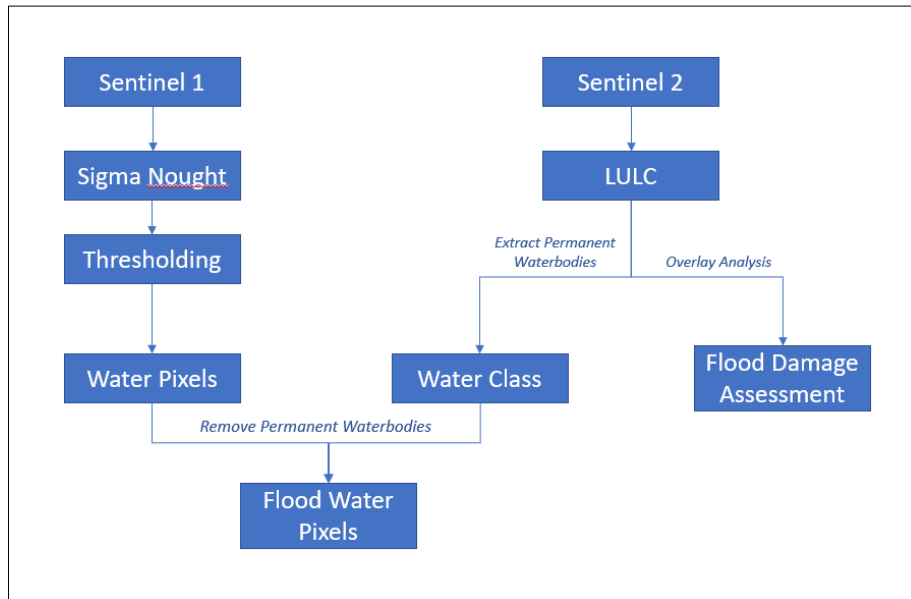 Sentinel 1
Sentinel 2
Sigma Nought
LULC
Thresholding
Extract Permanent
Waterbodies
Overlay Analysis
Water Pixels
Water Class
Flood Damage
Assessment
Remove Permanent Waterbodies
Flood Water
Pixels